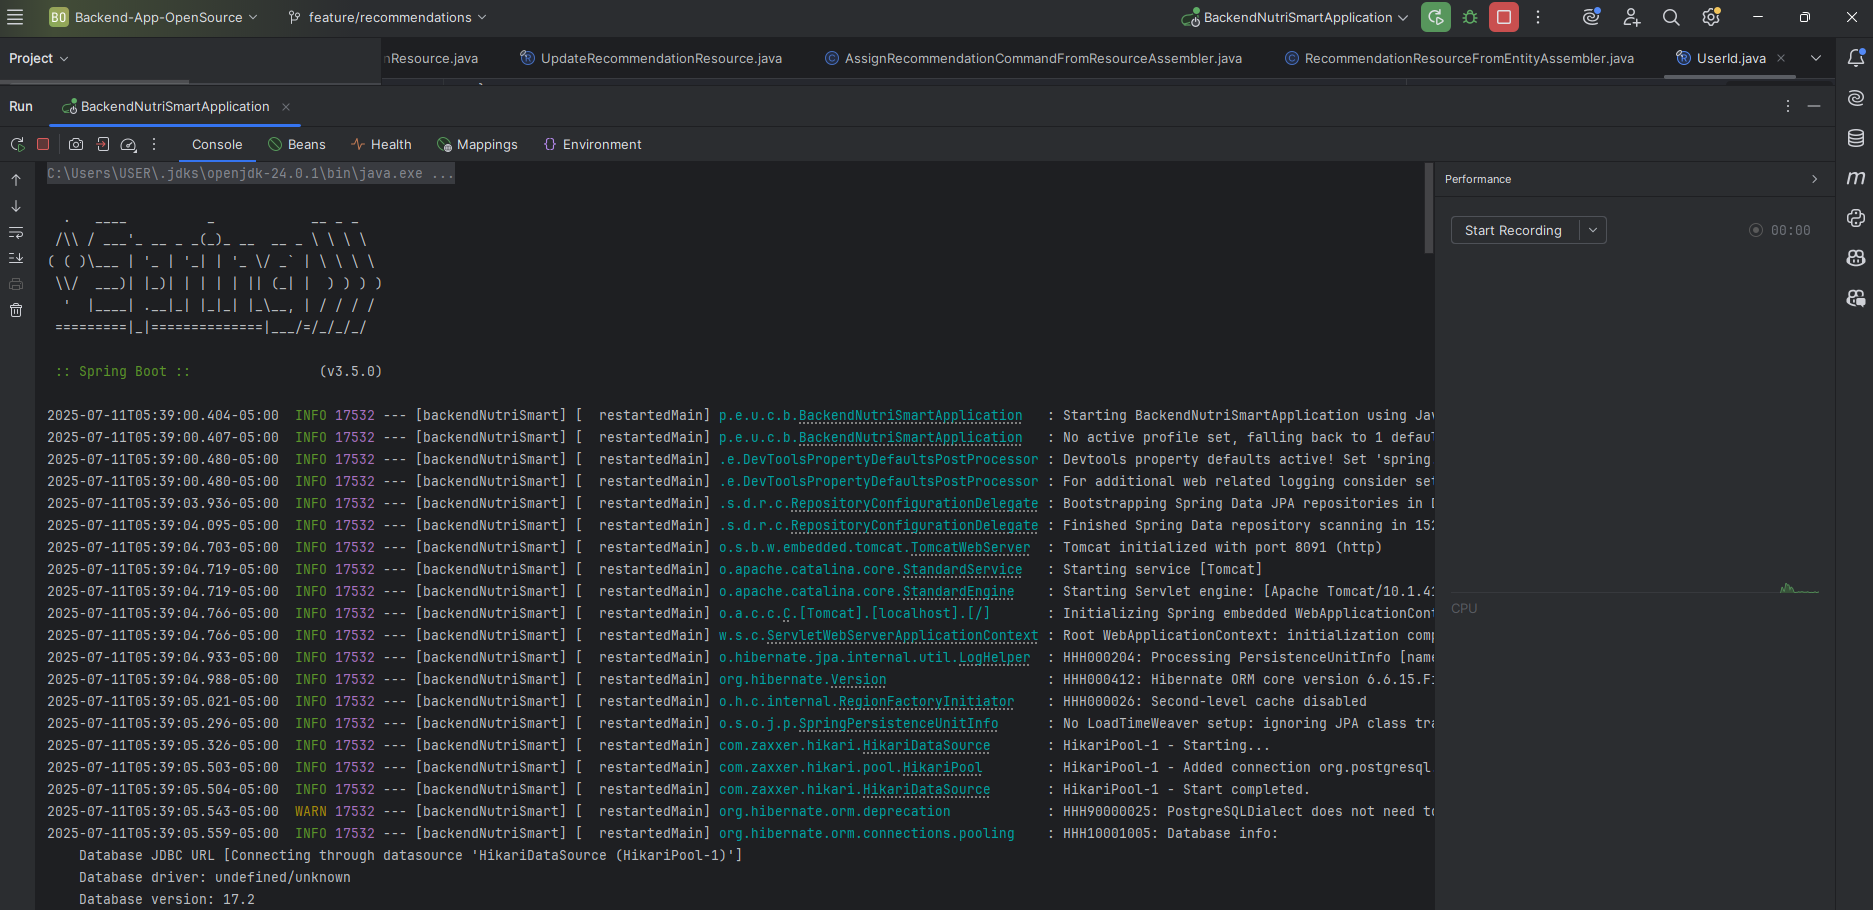 BO Backend-App-OpenSource feature/recommendations BackendNutriSmartApplication
Project nResource.java UpdateRecommendationResource.java AssignRecommendationCommandFromResourceAssembler.java RecommendationResourceFromEntityAssembler.java UserId.java
Run BackendNutriSmartApplication
Console Beans Health Mappings Environment
C:\Users\USER\.jdks\openjdk-24.0.1\bin\java.exe ...
Performance
Start Recording 00:00
:: Spring Boot :: (v3.5.0)
2025-07-11T05:39:00.404-05:00 INFO 17532 --- [backendNutriSmart] [ restartedMain] p.e.u.c.b.BackendNutriSmartApplication : Starting BackendNutriSmartApplication using Jav
2025-07-11T05:39:00.407-05:00 INFO 17532 --- [backendNutriSmart] [ restartedMain] p.e.u.c.b.BackendNutriSmartApplication : No active profile set, falling back to 1 defaul
2025-07-11T05:39:00.480-05:00 INFO 17532 --- [backendNutriSmart] [ restartedMain] .e.DevToolsPropertyDefaultsPostProcessor : Devtools property defaults active! Set 'spring
2025-07-11T05:39:00.480-05:00 INFO 17532 --- [backendNutriSmart] [ restartedMain] .e.DevToolsPropertyDefaultsPostProcessor : For additional web related logging consider set
2025-07-11T05:39:03.936-05:00 INFO 17532 --- [backendNutriSmart] [ restartedMain] .s.d.r.c.RepositoryConfigurationDelegate : Bootstrapping Spring Data JPA repositories in D
2025-07-11T05:39:04.095-05:00 INFO 17532 --- [backendNutriSmart] [ restartedMain] .s.d.r.c.RepositoryConfigurationDelegate : Finished Spring Data repository scanning in 152
2025-07-11T05:39:04.703-05:00 INFO 17532 --- [backendNutriSmart] [ restartedMain] o.s.b.w.embedded.tomcat.TomcatWebServer : Tomcat initialized with port 8091 (http)
2025-07-11T05:39:04.719-05:00 INFO 17532 --- [backendNutriSmart] [ restartedMain] o.apache.catalina.core.StandardService : Starting service [Tomcat]
2025-07-11T05:39:04.719-05:00 INFO 17532 --- [backendNutriSmart] [ restartedMain] o.apache.catalina.core.StandardEngine : Starting Servlet engine: [Apache Tomcat/10.1.41
2025-07-11T05:39:04.766-05:00 INFO 17532 --- [backendNutriSmart] [ restartedMain] o.a.c.c.C.[Tomcat].[localhost].[/] : Initializing Spring embedded WebApplicationCont
2025-07-11T05:39:04.766-05:00 INFO 17532 --- [backendNutriSmart] [ restartedMain] w.s.c.ServletWebServerApplicationContext : Root WebApplicationContext: initialization comp
2025-07-11T05:39:04.933-05:00 INFO 17532 --- [backendNutriSmart] [ restartedMain] o.hibernate.jpa.internal.util.LogHelper : HHH000204: Processing PersistenceUnitInfo [name
2025-07-11T05:39:04.988-05:00 INFO 17532 --- [backendNutriSmart] [ restartedMain] org.hibernate.Version : HHH000412: Hibernate ORM core version 6.6.15.Fi
2025-07-11T05:39:05.021-05:00 INFO 17532 --- [backendNutriSmart] [ restartedMain] o.h.c.internal.RegionFactoryInitiator : HHH000026: Second-level cache disabled
2025-07-11T05:39:05.296-05:00 INFO 17532 --- [backendNutriSmart] [ restartedMain] o.s.o.j.p.SpringPersistenceUnitInfo : No LoadTimeWeaver setup: ignoring JPA class tra
2025-07-11T05:39:05.326-05:00 INFO 17532 --- [backendNutriSmart] [ restartedMain] com.zaxxer.hikari.HikariDataSource : HikariPool-1 - Starting...
2025-07-11T05:39:05.503-05:00 INFO 17532 --- [backendNutriSmart] [ restartedMain] com.zaxxer.hikari.pool.HikariPool : HikariPool-1 - Added connection org.postgresql
2025-07-11T05:39:05.504-05:00 INFO 17532 --- [backendNutriSmart] [ restartedMain] com.zaxxer.hikari.HikariDataSource : HikariPool-1 - Start completed.
2025-07-11T05:39:05.543-05:00 WARN 17532 --- [backendNutriSmart] [ restartedMain] org.hibernate.orm.deprecation : HHH90000025: PostgreSQLDialect does not need to
2025-07-11T05:39:05.559-05:00 INFO 17532 --- [backendNutriSmart] [ restartedMain] org.hibernate.orm.connections.pooling : HHH10001005: Database info:
Database JDBC URL [Connecting through datasource 'HikariDataSource (HikariPool-1)']
Database driver: undefined/unknown
Database version: 17.2
CPU